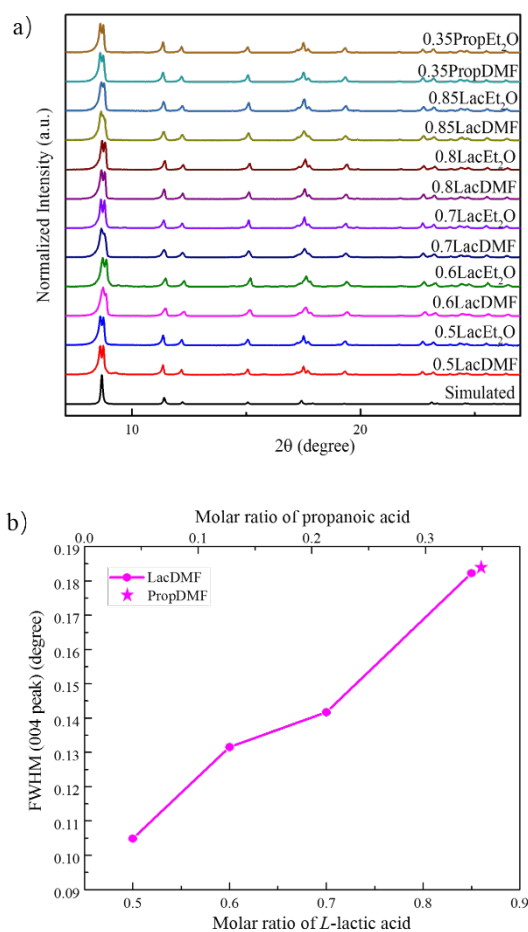 a)
0.35PropEt₂O
0.35PropDMF
0.85LacEt₂O
0.85LacDMF
0.8LacEt₂O
0.8LacDMF
0.7LacEt₂O
0.7LacDMF
0.6LacEt₂O
0.6LacDMF
0.5LacEt₂O
0.5LacDMF
Simulated
Normalized Intensity (a.u.)
10 20
2θ (degree)
b)
Molar ratio of propanoic acid
0.0 0.1 0.2 0.3
LacDMF
PropDMF
0.19
0.18
0.17
0.16
0.15
0.14
0.13
0.12
0.11
0.10
0.09
FWHM (004 peak) (degree)
0.5 0.6 0.7 0.8 0.9
Molar ratio of L-lactic acid